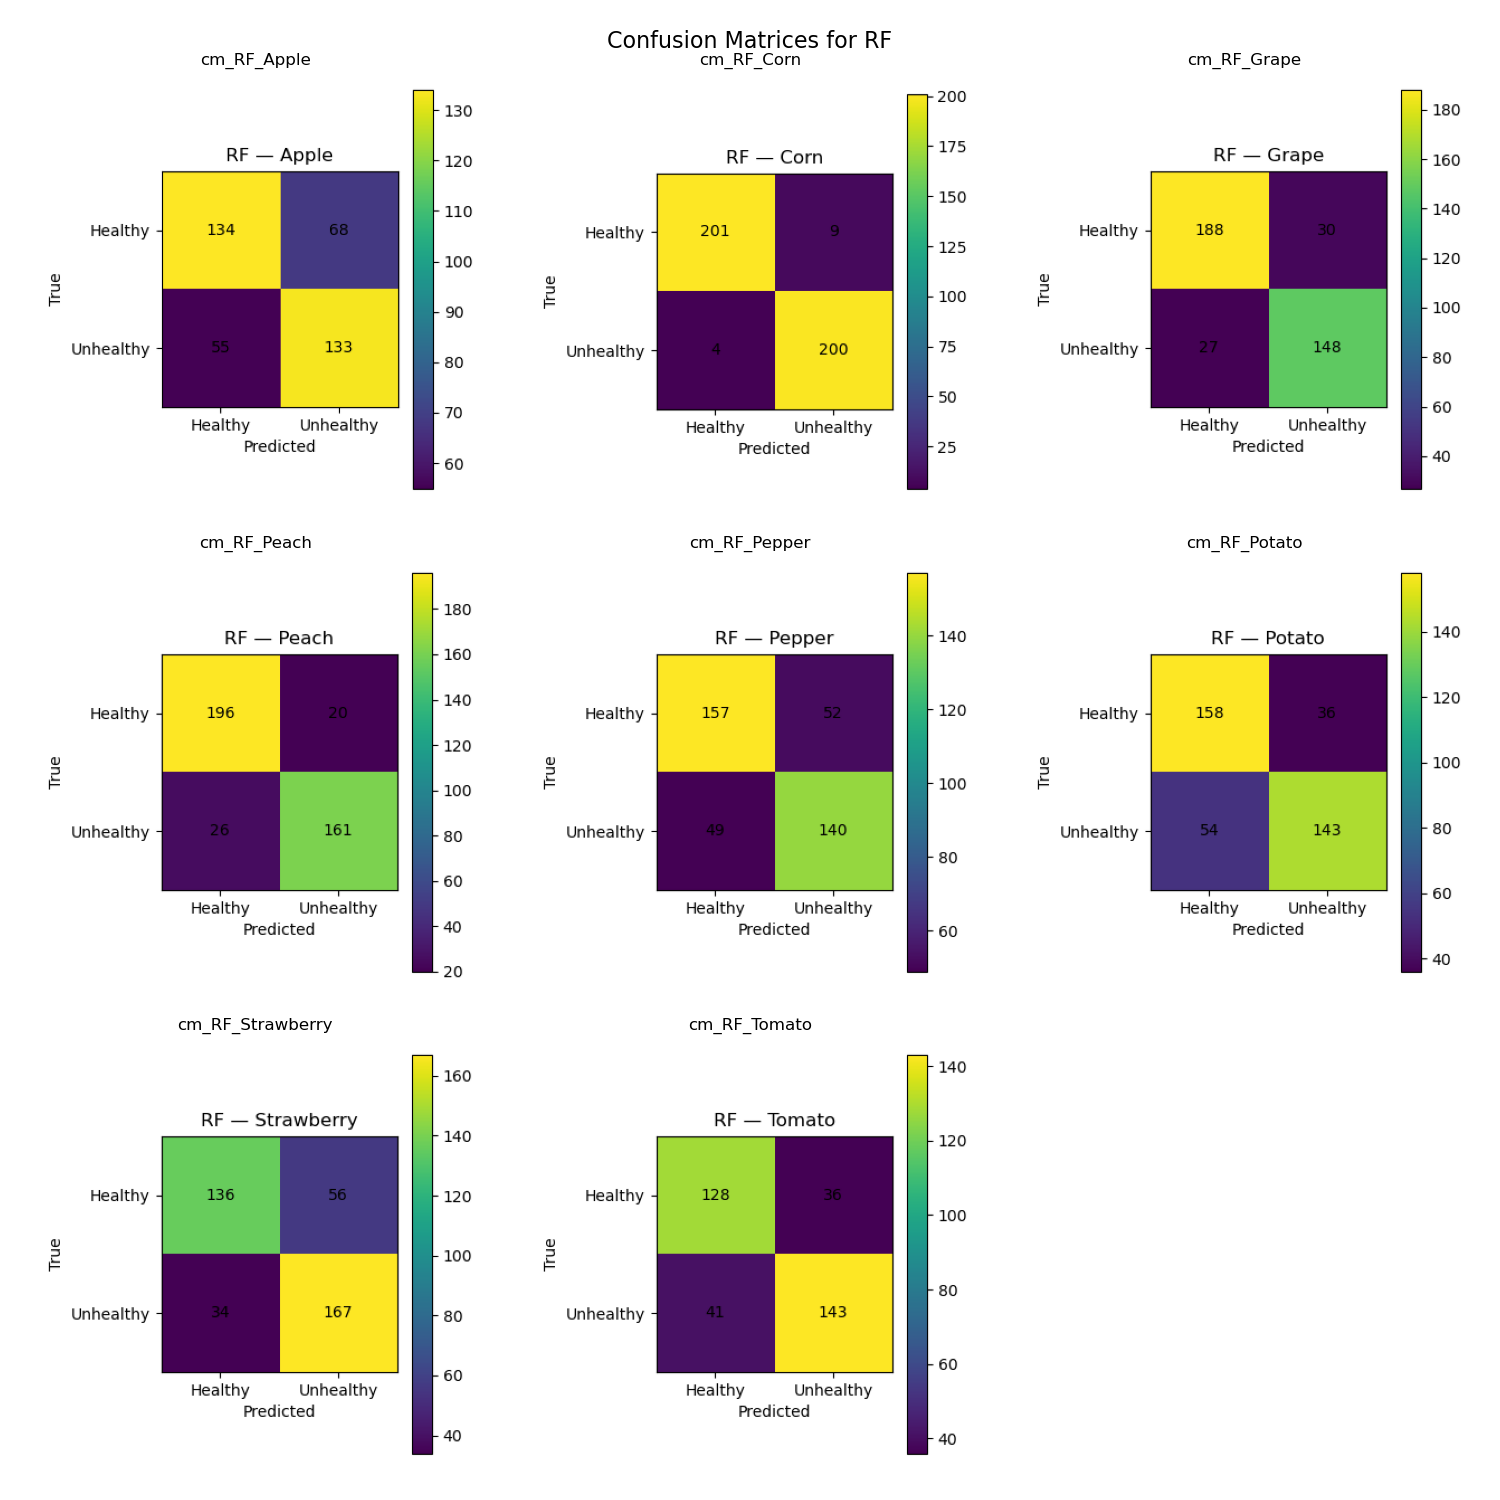 Confusion Matrices for RF
cm_RF_Apple
RF — Apple
Healthy
Unhealthy
True
134
68
55
133
Healthy
Unhealthy
Predicted
130
120
110
100
90
80
70
60
cm_RF_Corn
RF — Corn
Healthy
Unhealthy
True
201
9
4
200
Healthy
Unhealthy
Predicted
200
175
150
125
100
75
50
25
cm_RF_Grape
RF — Grape
Healthy
Unhealthy
True
188
30
27
148
Healthy
Unhealthy
Predicted
180
160
140
120
100
80
60
40
cm_RF_Peach
RF — Peach
Healthy
Unhealthy
True
196
20
26
161
Healthy
Unhealthy
Predicted
180
160
140
120
100
80
60
40
20
cm_RF_Pepper
RF — Pepper
Healthy
Unhealthy
True
157
52
49
140
Healthy
Unhealthy
Predicted
140
120
100
80
60
cm_RF_Potato
RF — Potato
Healthy
Unhealthy
True
158
36
54
143
Healthy
Unhealthy
Predicted
140
120
100
80
60
40
cm_RF_Strawberry
RF — Strawberry
Healthy
Unhealthy
True
136
56
34
167
Healthy
Unhealthy
Predicted
160
140
120
100
80
60
40
cm_RF_Tomato
RF — Tomato
Healthy
Unhealthy
True
128
36
41
143
Healthy
Unhealthy
Predicted
140
120
100
80
60
40